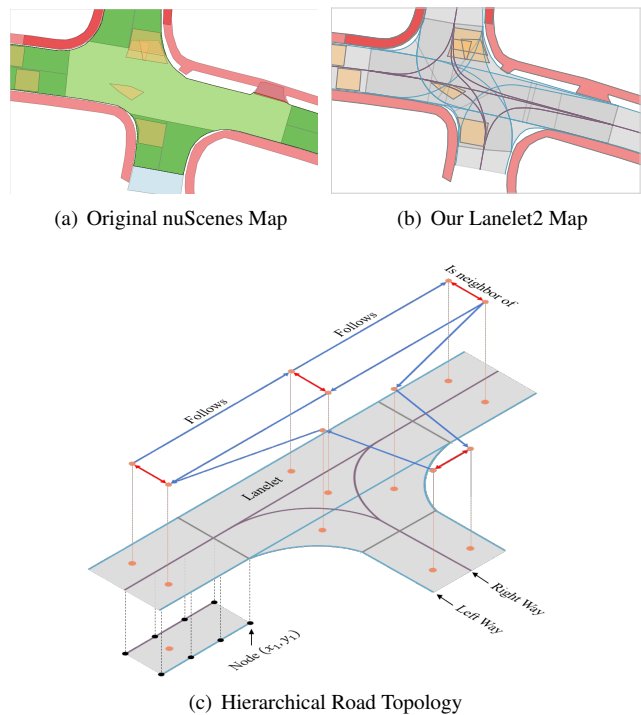 (a) Original nuScenes Map
(b) Our Lanelet2 Map
Is neighbor of
Follows
Follows
Lanelet
Right Way
Left Way
Node (x₁,y₁)
(c) Hierarchical Road Topology